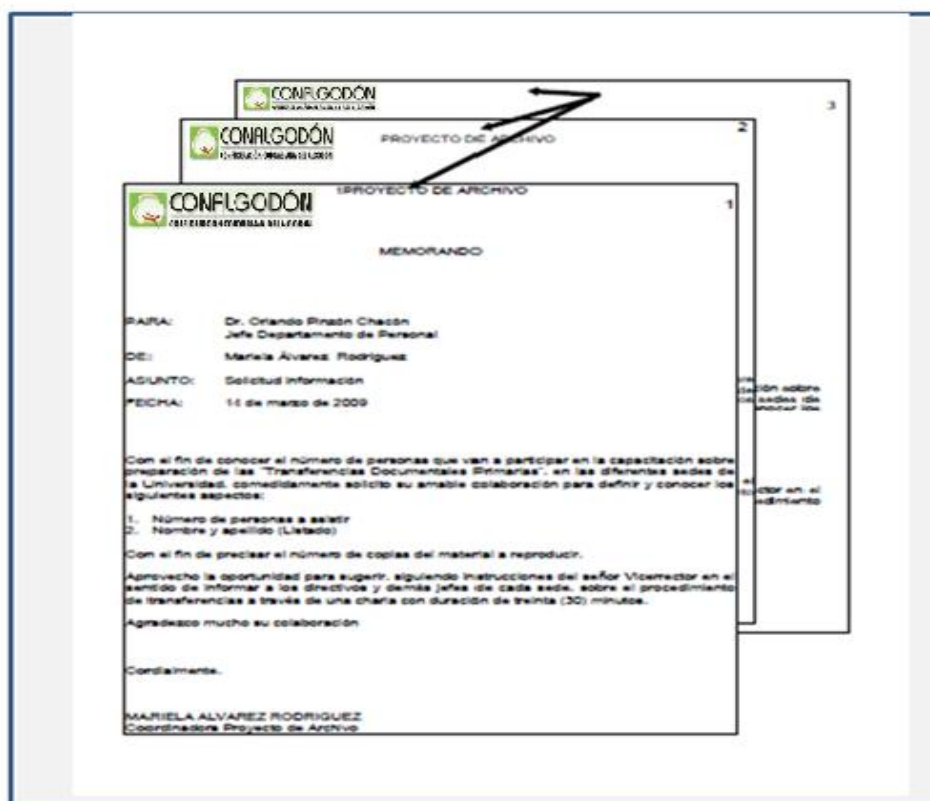 CONALGODÓN
3
CONALGODÓN
2
PROYECTO DE ARCHIVO
CONALGODÓN
PROYECTO DE ARCHIVO
1
MEMORANDO
PARA: Dr. Orlando Pinzón Chacón
Jefe Departamento de Personal
DE: Mariela Álvarez Rodríguez
ASUNTO: Solicitud información
FECHA: 14 de marzo de 2009
Con el fin de conocer el número de personas que van a participar en la capacitación sobre
preparación de las "Transferencias Documentales Primarias", en las diferentes sedes de
la Universidad, comedidamente solicito su amable colaboración para definir y conocer los
siguientes aspectos:
1. Número de personas a asistir
2. Nombre y apellido (Listado)
Con el fin de precisar el número de copias del material a reproducir.
Aprovecho la oportunidad para sugerir, siguiendo instrucciones del señor Vicerrector en el
sentido de informar a los directivos y demás jefes de cada sede, sobre el procedimiento
de transferencias a través de una charla con duración de treinta (30) minutos.
Agradezco mucho su colaboración
Cordialmente,
MARIELA ALVAREZ RODRIGUEZ
Coordinadora Proyecto de Archivo